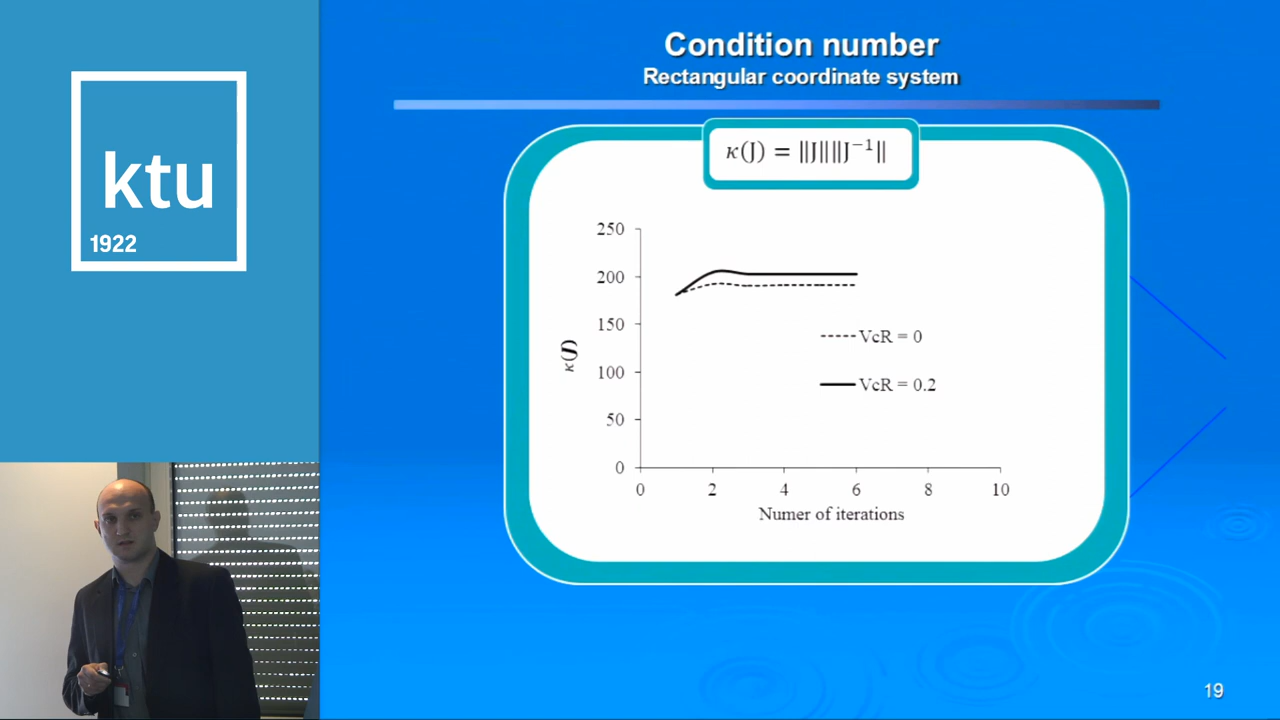 ktu
1922
Condition number
Rectangular coordinate system
κ(J) = ‖J‖‖J⁻¹‖
250
200
150
100
50
0
κ(J)
0 2 4 6 8 10
Numer of iterations
VcR = 0
VcR = 0.2
19